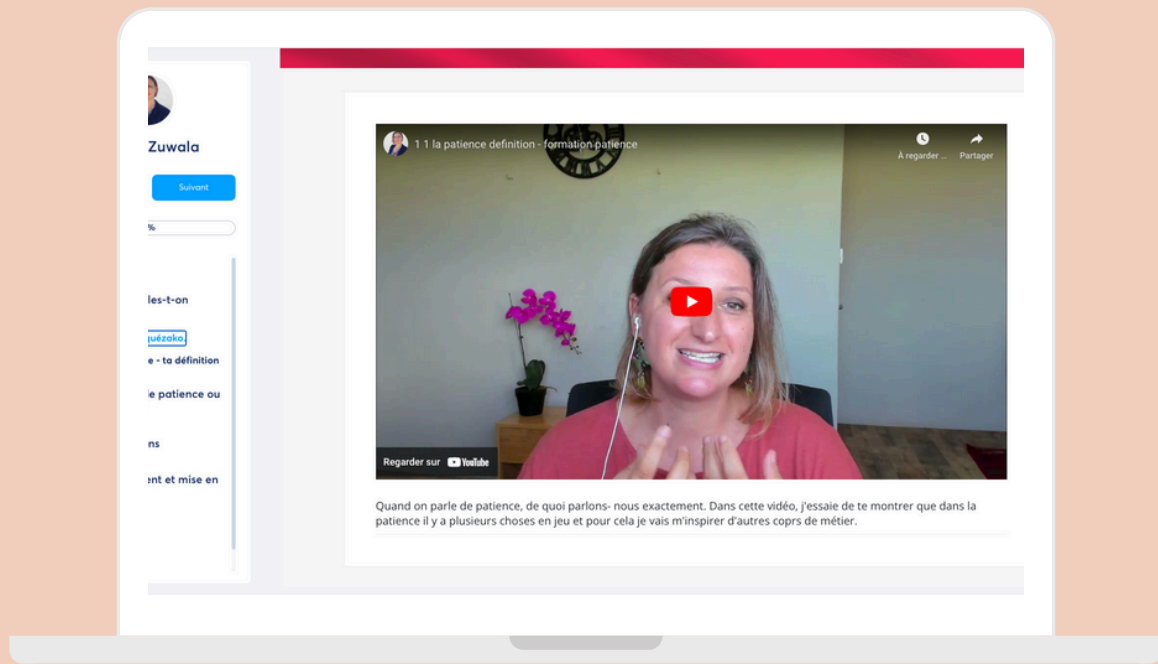 Zuwala
Suivant
%
les-t-on
quézako,
e - ta définition
e patience ou
ns
ent et mise en
1 1 la patience definition - formation patience
À regarder ...
Partager
Regarder sur YouTube
Quand on parle de patience, de quoi parlons- nous exactement. Dans cette vidéo, j'essaie de te montrer que dans la
patience il y a plusieurs choses en jeu et pour cela je vais m'inspirer d'autres coprs de métier.